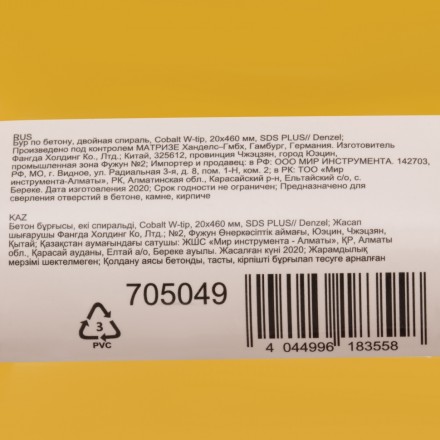 RUS
Бур по бетону, двойная спираль, Cobalt W-tip, 20x460 мм, SDS PLUS// Denzel;
Произведено под контролем МАТРИЗЕ Ханделс-Гмбх, Гамбург, Германия. Изготовитель
Фангда Холдинг Ко., Лтд.; Китай, 325612, провинция Чжэцзян, город Юэцин,
промышленная зона Фужун №2; Импортер и продавец: в РФ: ООО МИР ИНСТРУМЕНТА. 142703,
РФ, МО, г. Видное, ул. Радиальная 3-я, д. 8, пом. 1-Н, ком. 2; в РК: ТОО «Мир
инструмента-Алматы», РК, Алматинская обл., Карасайский р-н, Ельтайский с/о, с.
Береке. Дата изготовления 2020; Срок годности не ограничен; Предназначено для
сверления отверстий в бетоне, камне, кирпиче
KAZ
Бетон бұрғысы, екі спиральді, Cobalt W-tip, 20x460 мм, SDS PLUS// Denzel; Жасап
шығарушы Фангда Холдинг Ко, Лтд.; №2, Фужун Өнеркәсіптік аймағы, Юэцин, Чжэцзян,
Қытай; Қазақстан аумағындағы сатушы: ЖШС «Мир инструмента - Алматы», ҚР, Алматы
обл., Қарасай ауданы, Елтай а/о, Береке ауылы. Жасалған күні 2020; Жарамдылық
мерзімі шектелмеген; Қолдану аясы бетонды, тасты, кірпішті бұрғылап тесуге арналған
3
PVC
705049
4 044996 183558